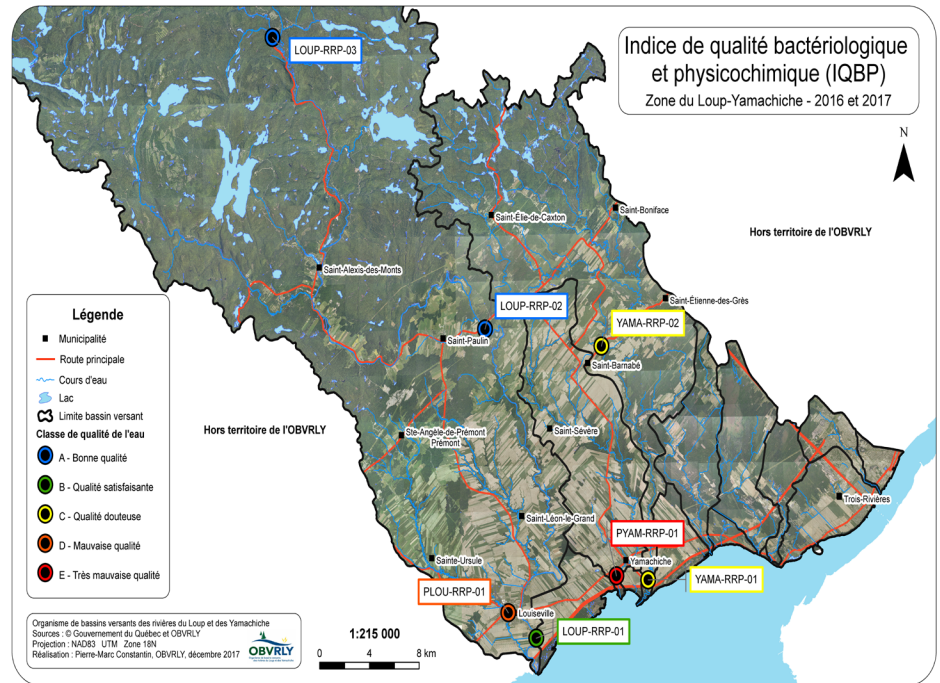 Indice de qualité bactériologique
et physicochimique (IQBP)
Zone du Loup-Yamachiche - 2016 et 2017
N
LOUP-RRP-03
Saint-Élie-de-Caxton
Saint-Boniface
Hors territoire de l'OBVRLY
Saint-Alexis-des-Monts
Saint-Étienne-des-Grès
LOUP-RRP-02
YAMA-RRP-02
Saint-Paulin
Saint-Barnabé
Hors territoire de l'OBVRLY
Ste-Angèle-de-Prémont
Prémont
Saint-Sévère
Trois-Rivières
Saint-Léon-le-Grand
PYAM-RRP-01
Sainte-Ursule
Yamachiche
YAMA-RRP-01
PLOU-RRP-01
Louiseville
LOUP-RRP-01
Légende
Municipalité
Route principale
Cours d'eau
Lac
Limite bassin versant
Classe de qualité de l'eau
A - Bonne qualité
B - Qualité satisfaisante
C - Qualité douteuse
D - Mauvaise qualité
E - Très mauvaise qualité
Organisme de bassins versants des rivières du Loup et des Yamachiche
Sources : © Gouvernement du Québec et OBVRLY
Projection : NAD83 UTM Zone 18N
Réalisation : Pierre-Marc Constantin, OBVRLY, décembre 2017
OBVRLY
1:215 000
0 4 8 km